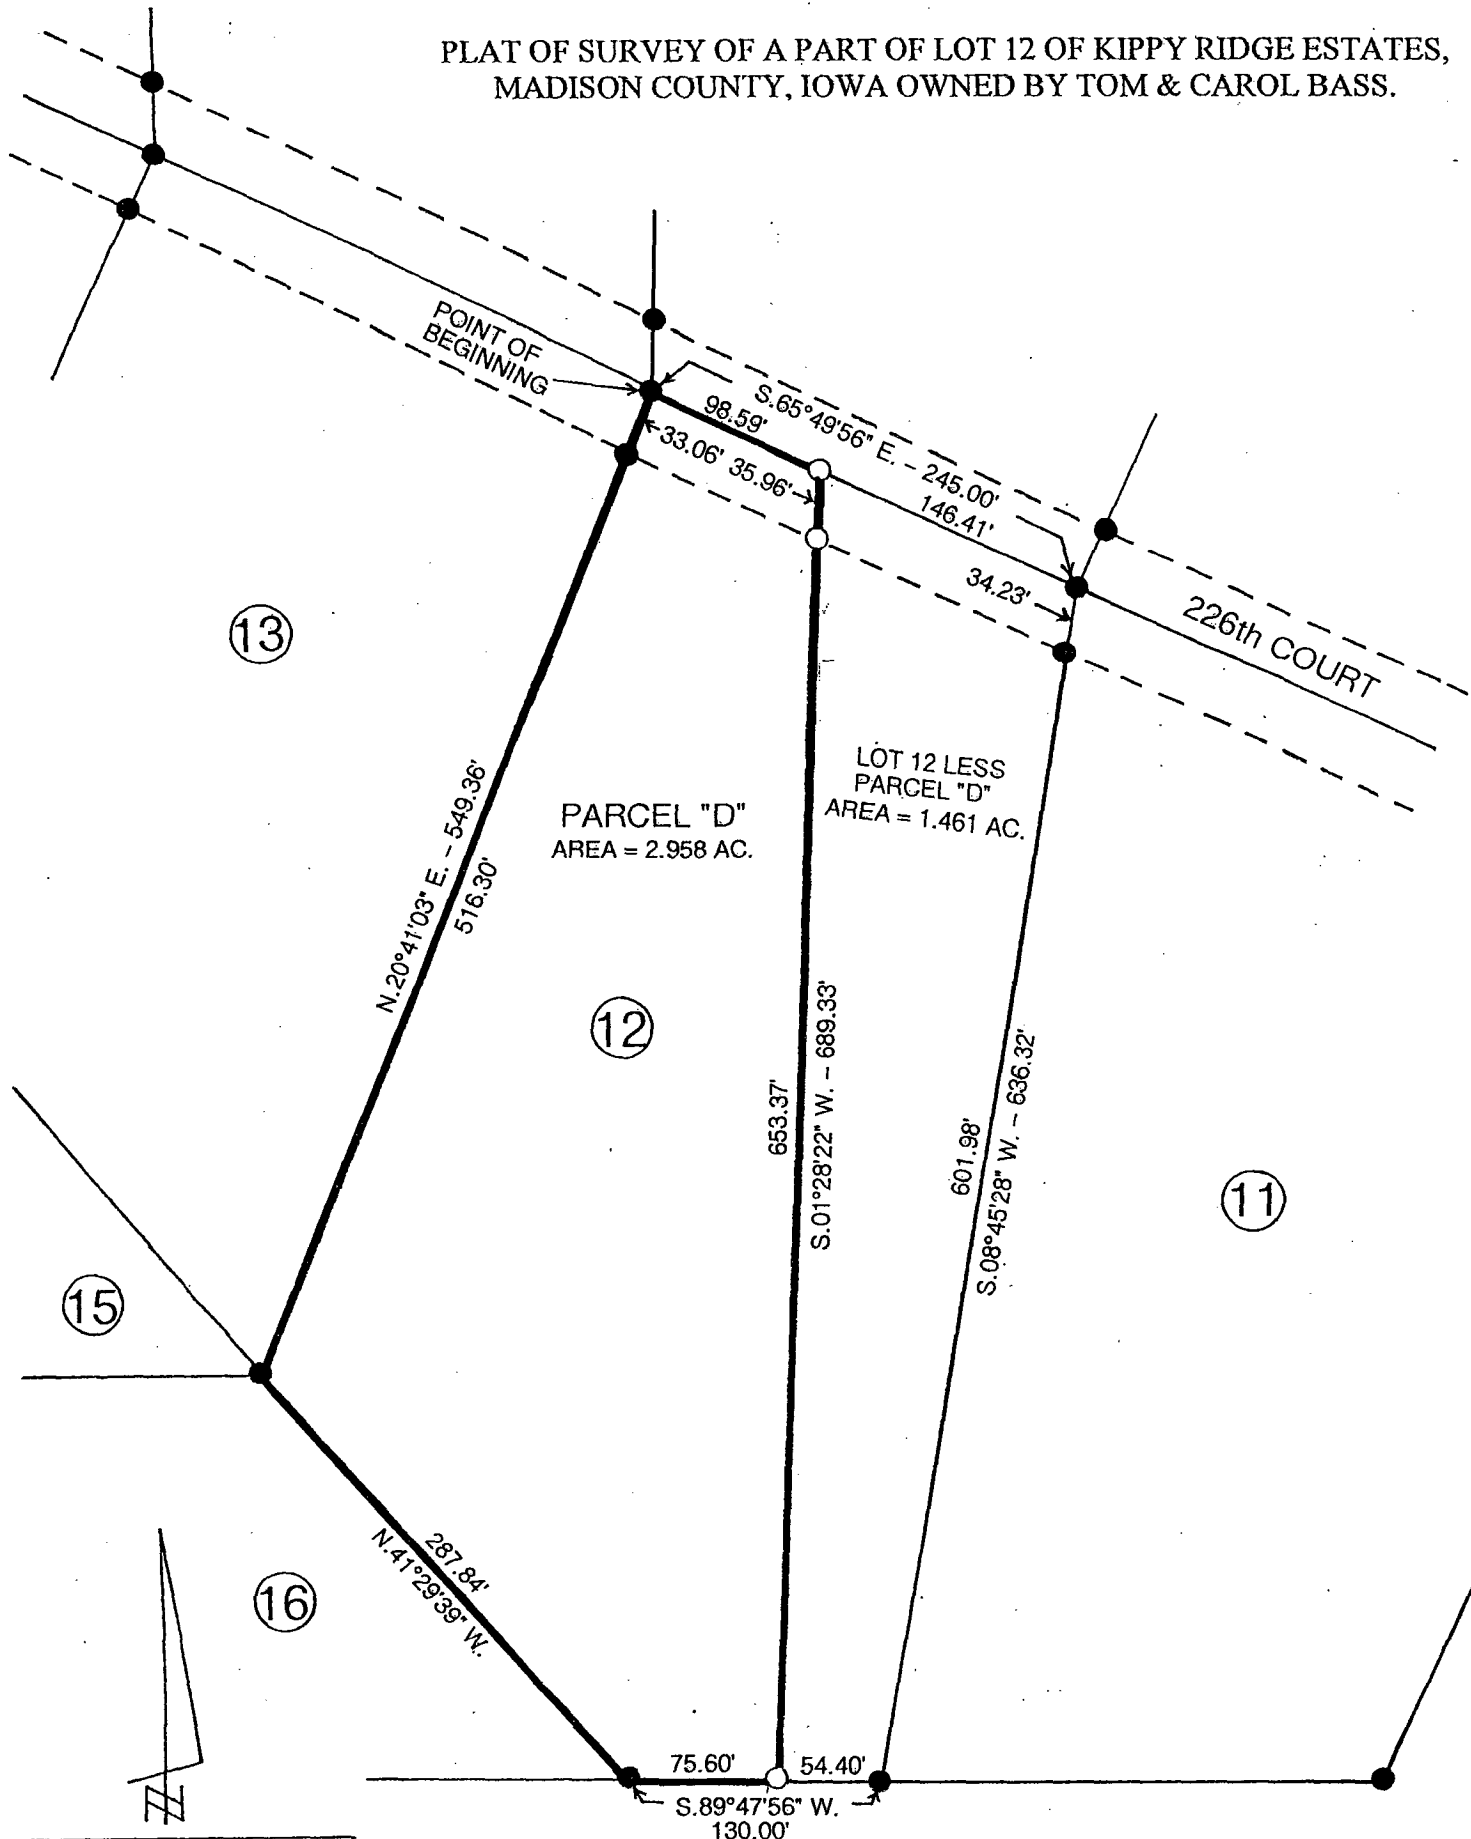 PLAT OF SURVEY OF A PART OF LOT 12 OF KIPPY RIDGE ESTATES,
MADISON COUNTY, IOWA OWNED BY TOM & CAROL BASS.
POINT OF
BEGINNING
S.65°49'56" E. - 245.00'
98.59'
33.06'
35.96'
146.41'
34.23'
226th COURT
13
LOT 12 LESS
PARCEL "D"
AREA = 1.461 AC.
PARCEL "D"
AREA = 2.958 AC.
N.20°41'03" E. - 549.36'
516.30'
12
653.37'
S.01°28'22" W. - 689.33'
601.98'
S.08°45'28" W. - 636.32'
11
15
287.84'
N.41°29'39" W.
16
75.60'
54.40'
S.89°47'56" W.
130.00'
N